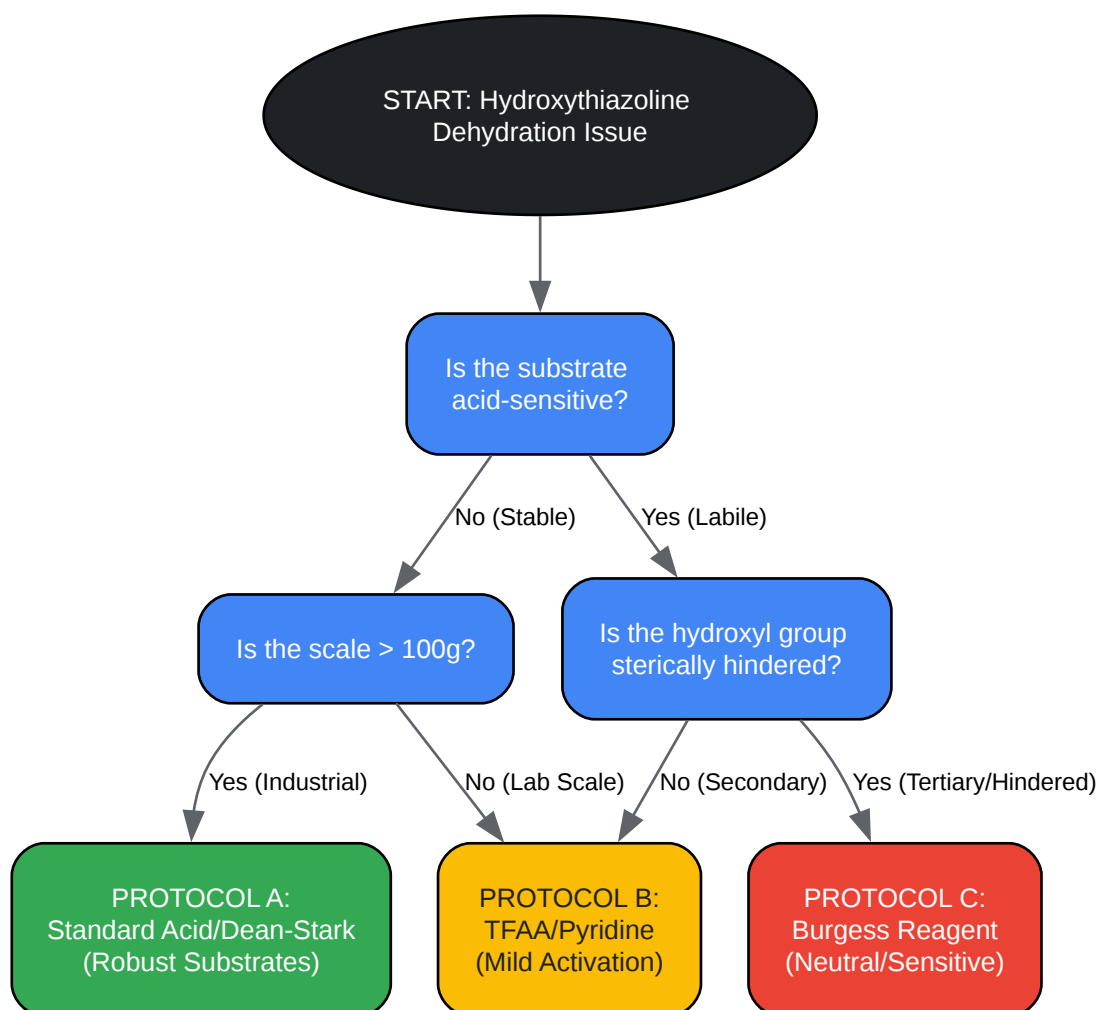 START: Hydroxythiazoline
Dehydration Issue
Is the substrate
acid-sensitive?
No (Stable)
Yes (Labile)
Is the scale > 100g?
Is the hydroxyl group
sterically hindered?
Yes (Industrial)
No (Lab Scale)
No (Secondary)
Yes (Tertiary/Hindered)
PROTOCOL A:
Standard Acid/Dean-Stark
(Robust Substrates)
PROTOCOL B:
TFAA/Pyridine
(Mild Activation)
PROTOCOL C:
Burgess Reagent
(Neutral/Sensitive)